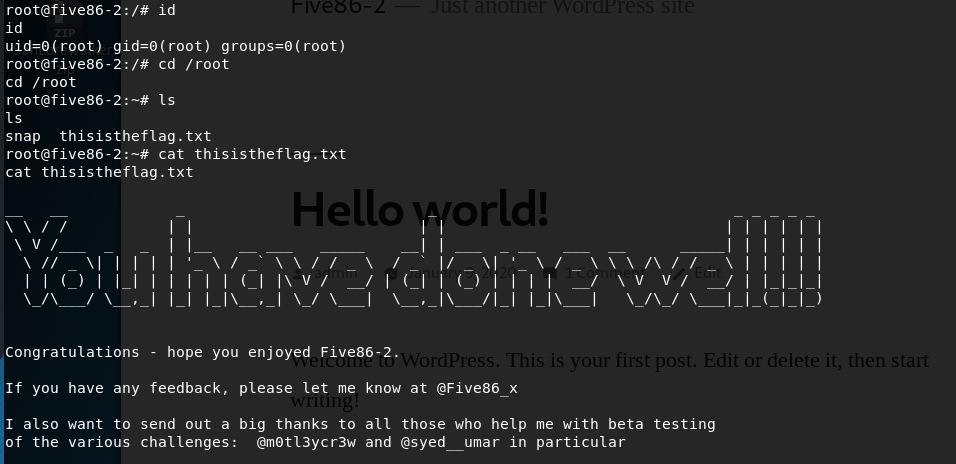 Five86-2 — Just another WordPress site
ZIP
root@five86-2:/# id
id
uid=0(root) gid=0(root) groups=0(root)
root@five86-2:/# cd /root
cd /root
root@five86-2:~# ls
ls
snap  thisistheflag.txt
root@five86-2:~# cat thisistheflag.txt
cat thisistheflag.txt
Hello world!
You have done well!!!!
admin
1 Comment
Edit
Congratulations - hope you enjoyed Five86-2.
Welcome to WordPress. This is your first post. Edit or delete it, then start
writing!
If you have any feedback, please let me know at @Five86_x
I also want to send out a big thanks to all those who help me with beta testing
of the various challenges:  @m0tl3ycr3w and @syed__umar in particular